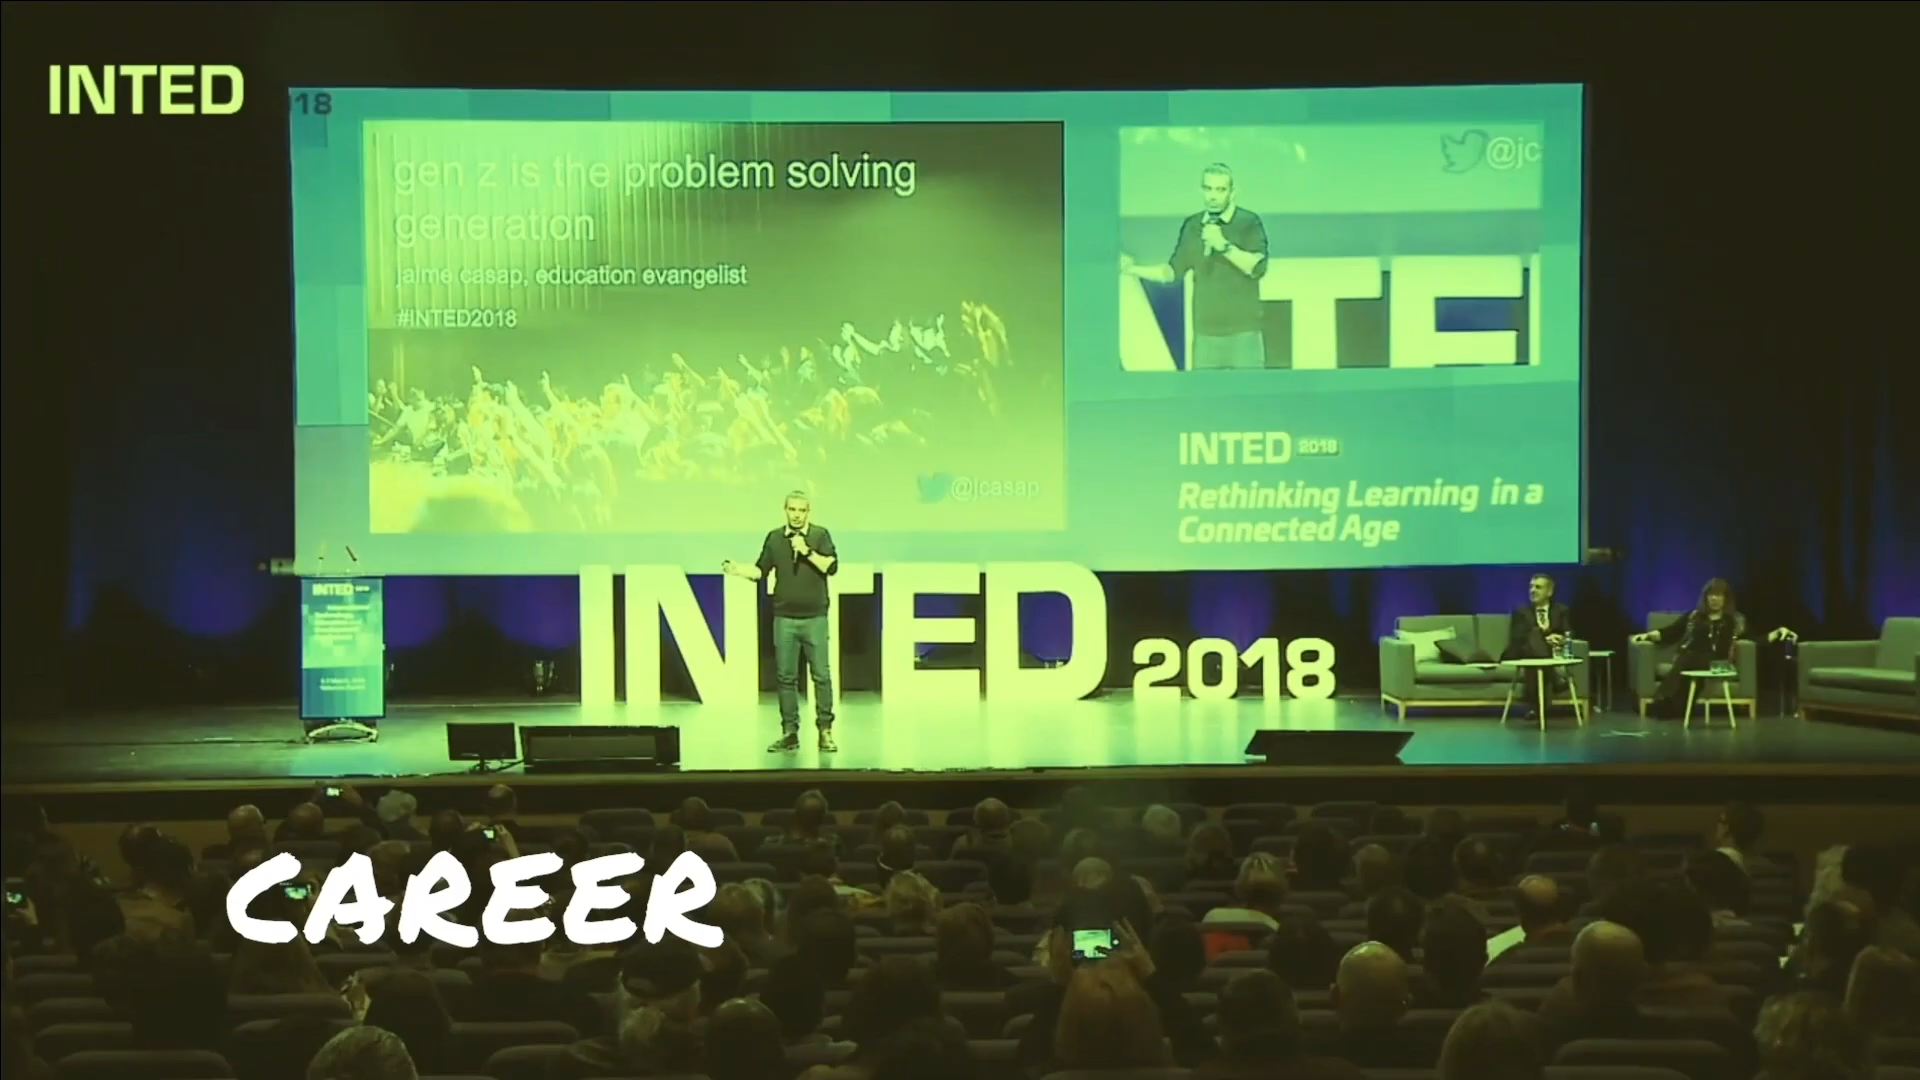 INTED
18
gen z is the problem solving
generation
jaime casap, education evangelist
#INTED2018
@jcasap
@jc
INTED 2018
Rethinking Learning in a
Connected Age
INTED
INTED 2018
CAREER